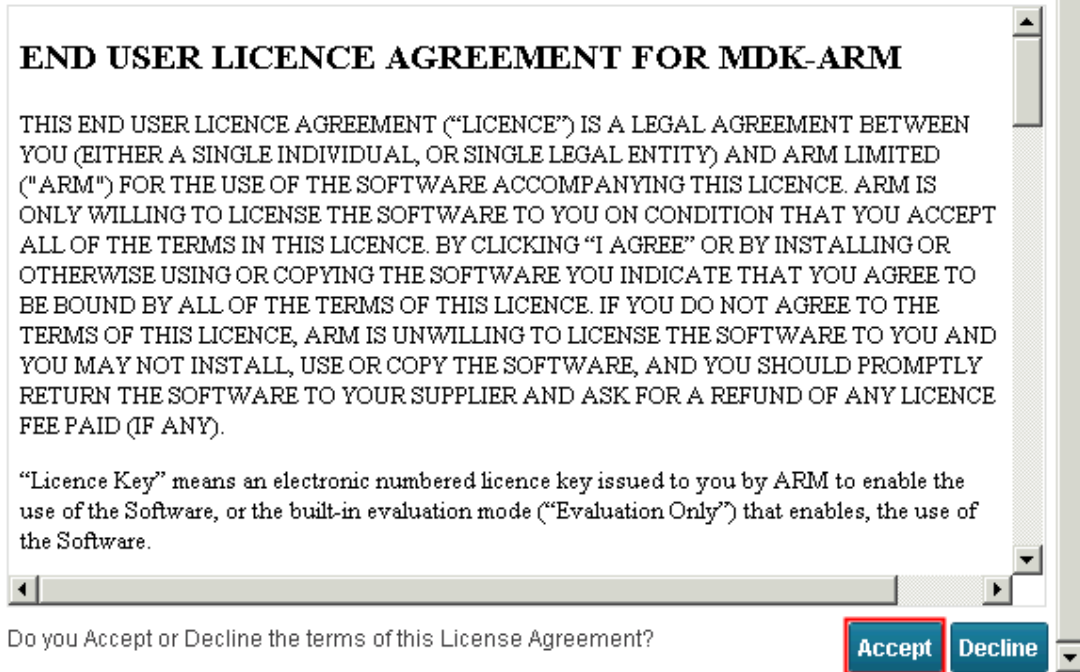 END USER LICENCE AGREEMENT FOR MDK-ARM
THIS END USER LICENCE AGREEMENT (“LICENCE”) IS A LEGAL AGREEMENT BETWEEN
YOU (EITHER A SINGLE INDIVIDUAL, OR SINGLE LEGAL ENTITY) AND ARM LIMITED
("ARM") FOR THE USE OF THE SOFTWARE ACCOMPANYING THIS LICENCE. ARM IS
ONLY WILLING TO LICENSE THE SOFTWARE TO YOU ON CONDITION THAT YOU ACCEPT
ALL OF THE TERMS IN THIS LICENCE. BY CLICKING “I AGREE” OR BY INSTALLING OR
OTHERWISE USING OR COPYING THE SOFTWARE YOU INDICATE THAT YOU AGREE TO
BE BOUND BY ALL OF THE TERMS OF THIS LICENCE. IF YOU DO NOT AGREE TO THE
TERMS OF THIS LICENCE, ARM IS UNWILLING TO LICENSE THE SOFTWARE TO YOU AND
YOU MAY NOT INSTALL, USE OR COPY THE SOFTWARE, AND YOU SHOULD PROMPTLY
RETURN THE SOFTWARE TO YOUR SUPPLIER AND ASK FOR A REFUND OF ANY LICENCE
FEE PAID (IF ANY).
“Licence Key” means an electronic numbered licence key issued to you by ARM to enable the
use of the Software, or the built-in evaluation mode (“Evaluation Only”) that enables, the use of
the Software.
Do you Accept or Decline the terms of this License Agreement?
Accept Decline